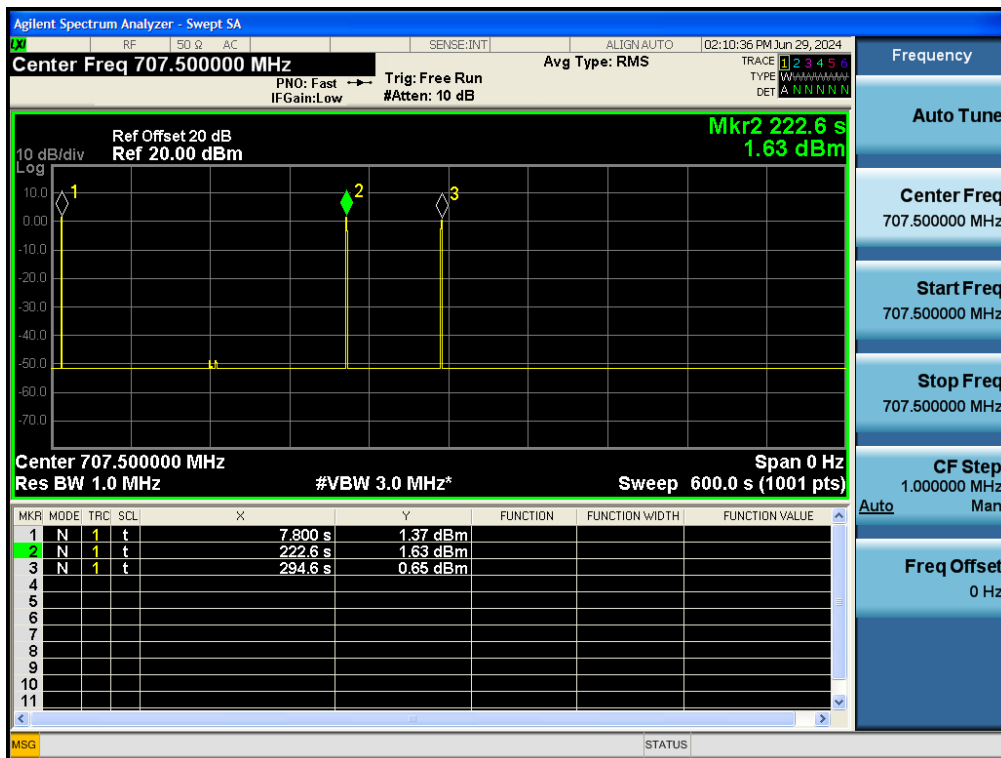 Agilent Spectrum Analyzer - Swept SA
LXI RF 50 Ω AC SENSE:INT ALIGN AUTO 02:10:36 PM Jun 29, 2024
Center Freq 707.500000 MHz
PNO: Fast
IFGain:Low
Trig: Free Run
#Atten: 10 dB
Avg Type: RMS
TRACE 1 2 3 4 5 6
TYPE
DET A N N N N N
Mkr2 222.6 s
1.63 dBm
Ref Offset 20 dB
Ref 20.00 dBm
10 dB/div
Log
10.0
0.00
-10.0
-20.0
-30.0
-40.0
-50.0
-60.0
-70.0
1
2
3
Center 707.500000 MHz Span 0 Hz
Res BW 1.0 MHz #VBW 3.0 MHz* Sweep 600.0 s (1001 pts)
MKR MODE TRC SCL X Y FUNCTION FUNCTION WIDTH FUNCTION VALUE
1 N 1 t 7.800 s 1.37 dBm
2 N 1 t 222.6 s 1.63 dBm
3 N 1 t 294.6 s 0.65 dBm
4
5
6
7
8
9
10
11
MSG STATUS
Frequency
Auto Tune
Center Freq
707.500000 MHz
Start Freq
707.500000 MHz
Stop Freq
707.500000 MHz
CF Step
1.000000 MHz
Auto Man
Freq Offset
0 Hz